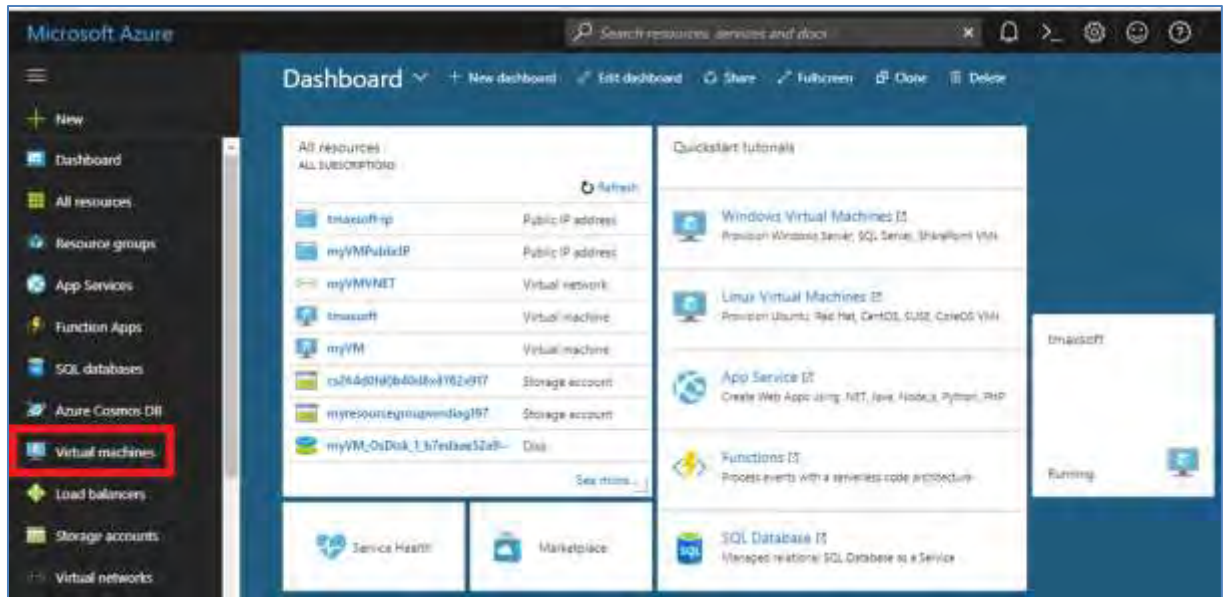 Microsoft Azure
Search resources, services and docs
New
Dashboard
All resources
Resource groups
App Services
Function Apps
SQL databases
Azure Cosmos DB
Virtual machines
Load balancers
Storage accounts
Virtual networks
Dashboard
+ New dashboard
Edit dashboard
Share
Fullscreen
Clone
Delete
All resources
ALL SUBSCRIPTIONS
Refresh
tmaxsoft-ip Public IP address
myVMPublicIP Public IP address
myVMVNET Virtual network
tmaxsoft Virtual machine
myVM Virtual machine
Storage account
Storage account
Disk
See more...
Service Health
Marketplace
Quickstart tutorials
Windows Virtual Machines
Provision Windows Server, SQL Server, SharePoint VMs
Linux Virtual Machines
Provision Ubuntu, Red Hat, CentOS, SUSE, CoreOS VMs
App Service
Create Web Apps using .NET, Java, Node.js, Python, PHP
Functions
Process events with a serverless code architecture
SQL Database
Managed relational SQL Database as a Service
tmaxsoft
Running